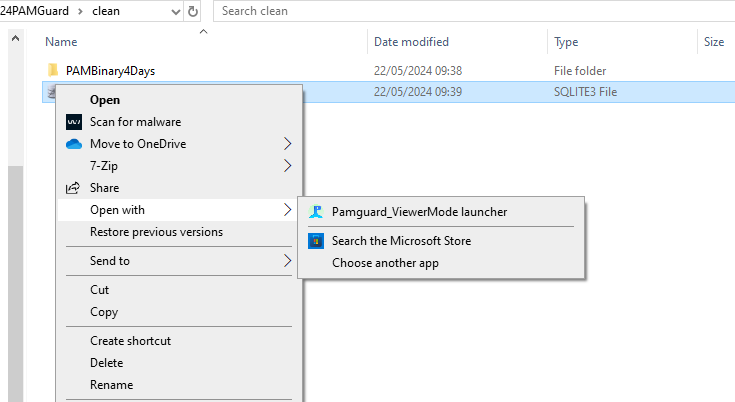 24PAMGuard > clean
Search clean
Name Date modified Type Size
PAMBinary4Days 22/05/2024 09:38 File folder
22/05/2024 09:39 SQLITE3 File
Open
Scan for malware
Move to OneDrive
7-Zip
Share
Open with
Pamguard_ViewerMode launcher
Restore previous versions
Search the Microsoft Store
Send to
Choose another app
Cut
Copy
Create shortcut
Delete
Rename